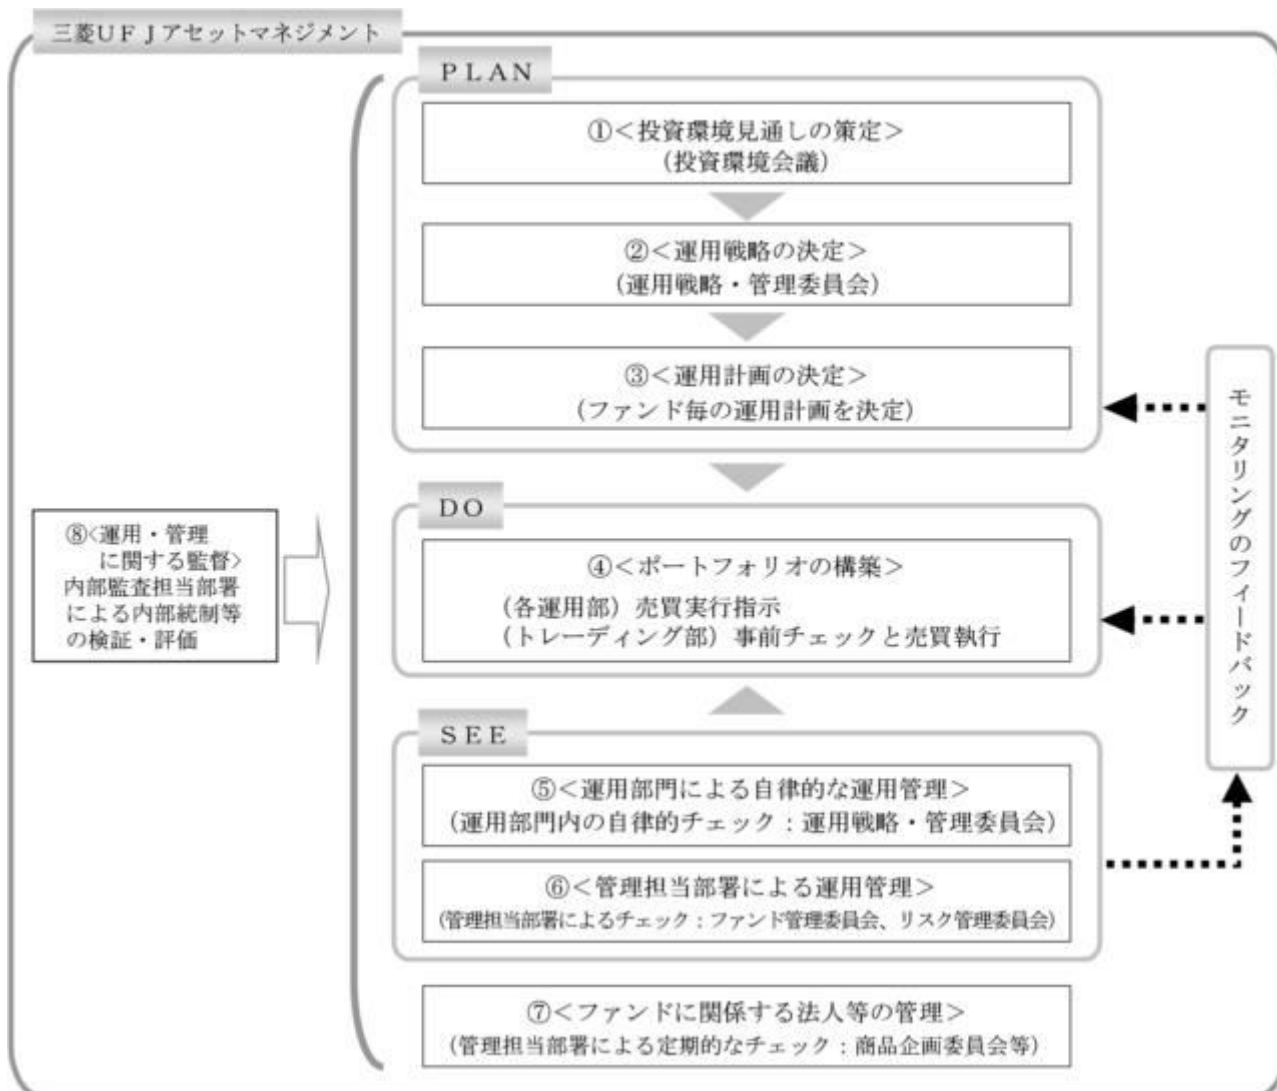 三菱ＵＦＪアセットマネジメント
ＰＬＡＮ
①＜投資環境見通しの策定＞
（投資環境会議）
②＜運用戦略の決定＞
（運用戦略・管理委員会）
③＜運用計画の決定＞
（ファンド毎の運用計画を決定）
ＤＯ
④＜ポートフォリオの構築＞
（各運用部）売買実行指示
（トレーディング部）事前チェックと売買執行
ＳＥＥ
⑤＜運用部門による自律的な運用管理＞
（運用部門内の自律的チェック：運用戦略・管理委員会）
⑥＜管理担当部署による運用管理＞
（管理担当部署によるチェック：ファンド管理委員会、リスク管理委員会）
⑦＜ファンドに関係する法人等の管理＞
（管理担当部署による定期的なチェック：商品企画委員会等）
⑧＜運用・管理
に関する監督＞
内部監査担当部署
による内部統制等
の検証・評価
モニタリングのフィードバック